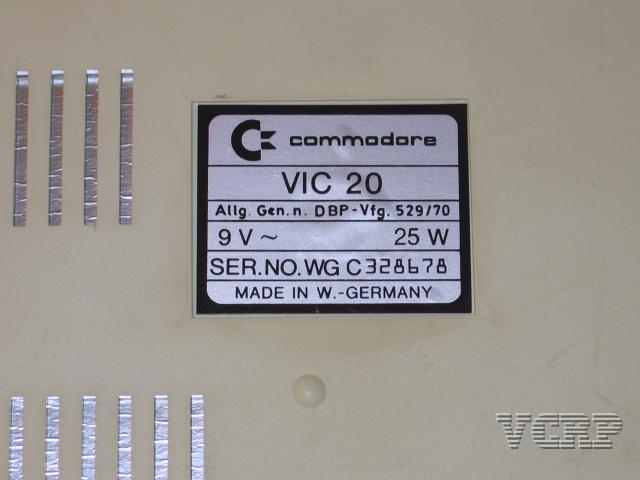 commodore
VIC 20
Allg. Gen. n. DBP-Vfg. 529/70
9 V ~ 25 W
SER.NO. WG C328678
MADE IN W.-GERMANY
VCRP